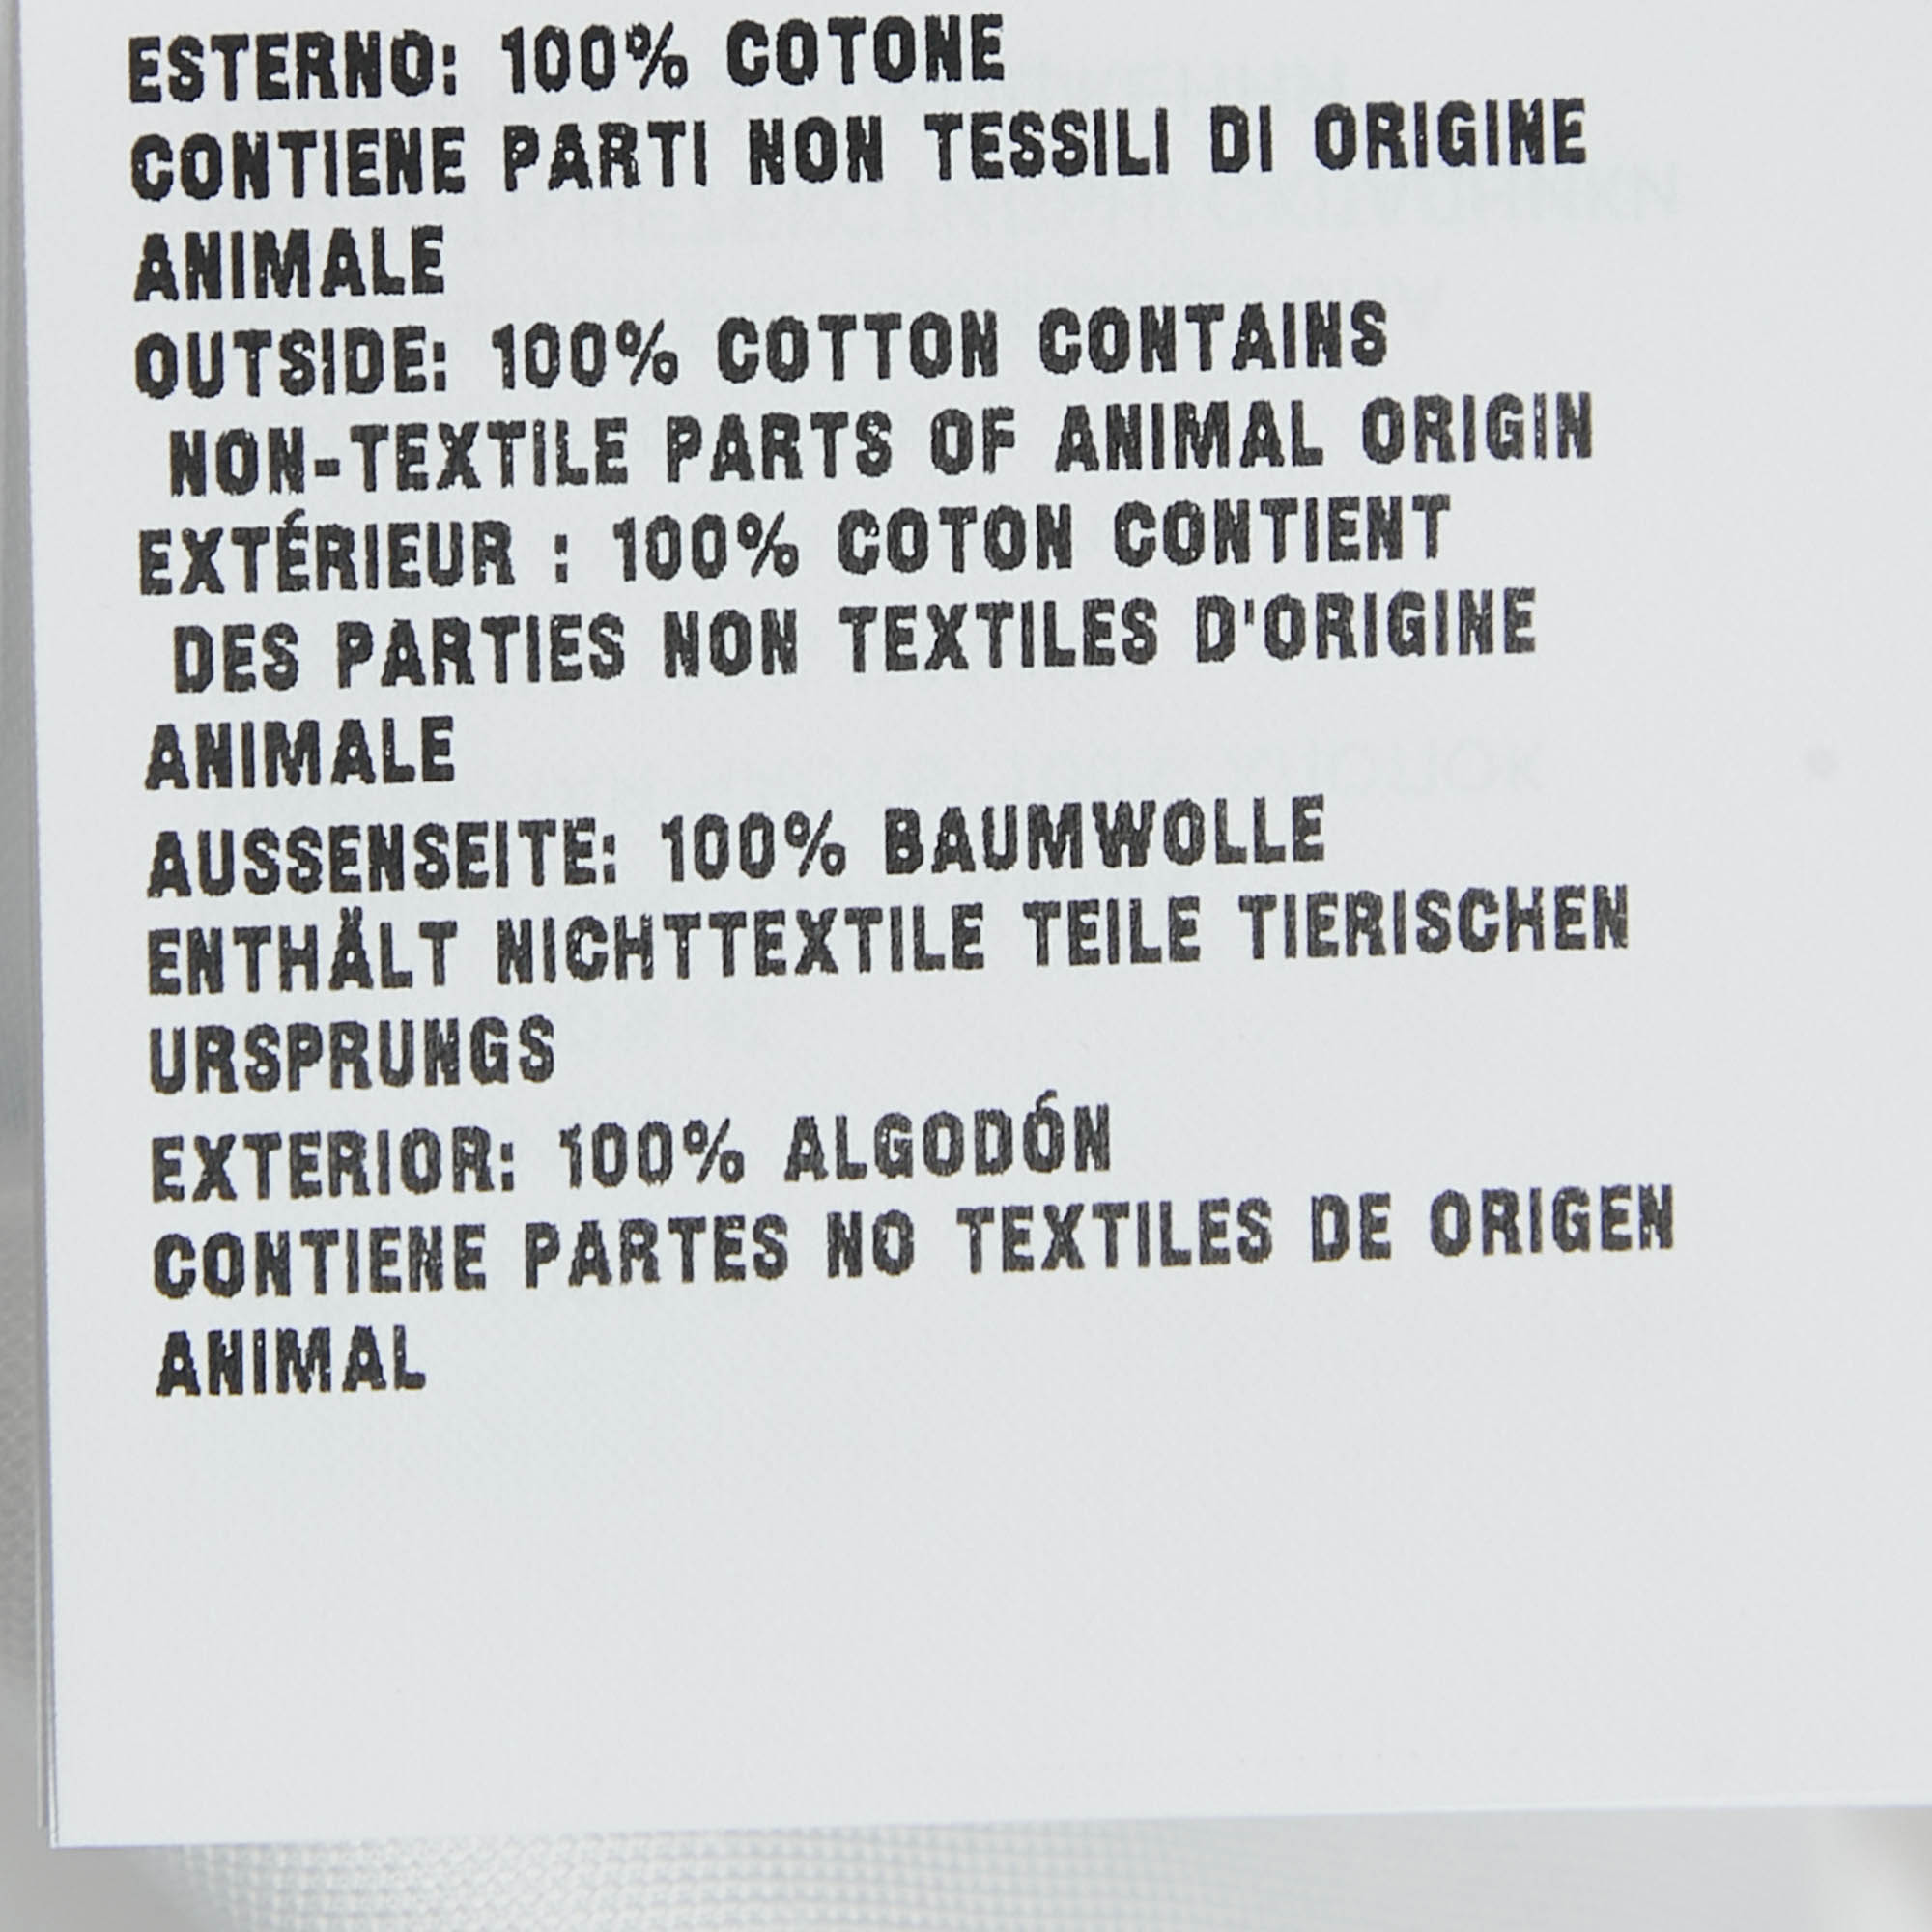 ESTERNO: 100% COTONE
CONTIENE PARTI NON TESSILI DI ORIGINE
ANIMALE
OUTSIDE: 100% COTTON CONTAINS
NON-TEXTILE PARTS OF ANIMAL ORIGIN
EXTÉRIEUR : 100% COTON CONTIENT
DES PARTIES NON TEXTILES D'ORIGINE
ANIMALE
AUSSENSEITE: 100% BAUMWOLLE
ENTHÄLT NICHTTEXTILE TEILE TIERISCHEN
URSPRUNGS
EXTERIOR: 100% ALGODÓN
CONTIENE PARTES NO TEXTILES DE ORIGEN
ANIMAL